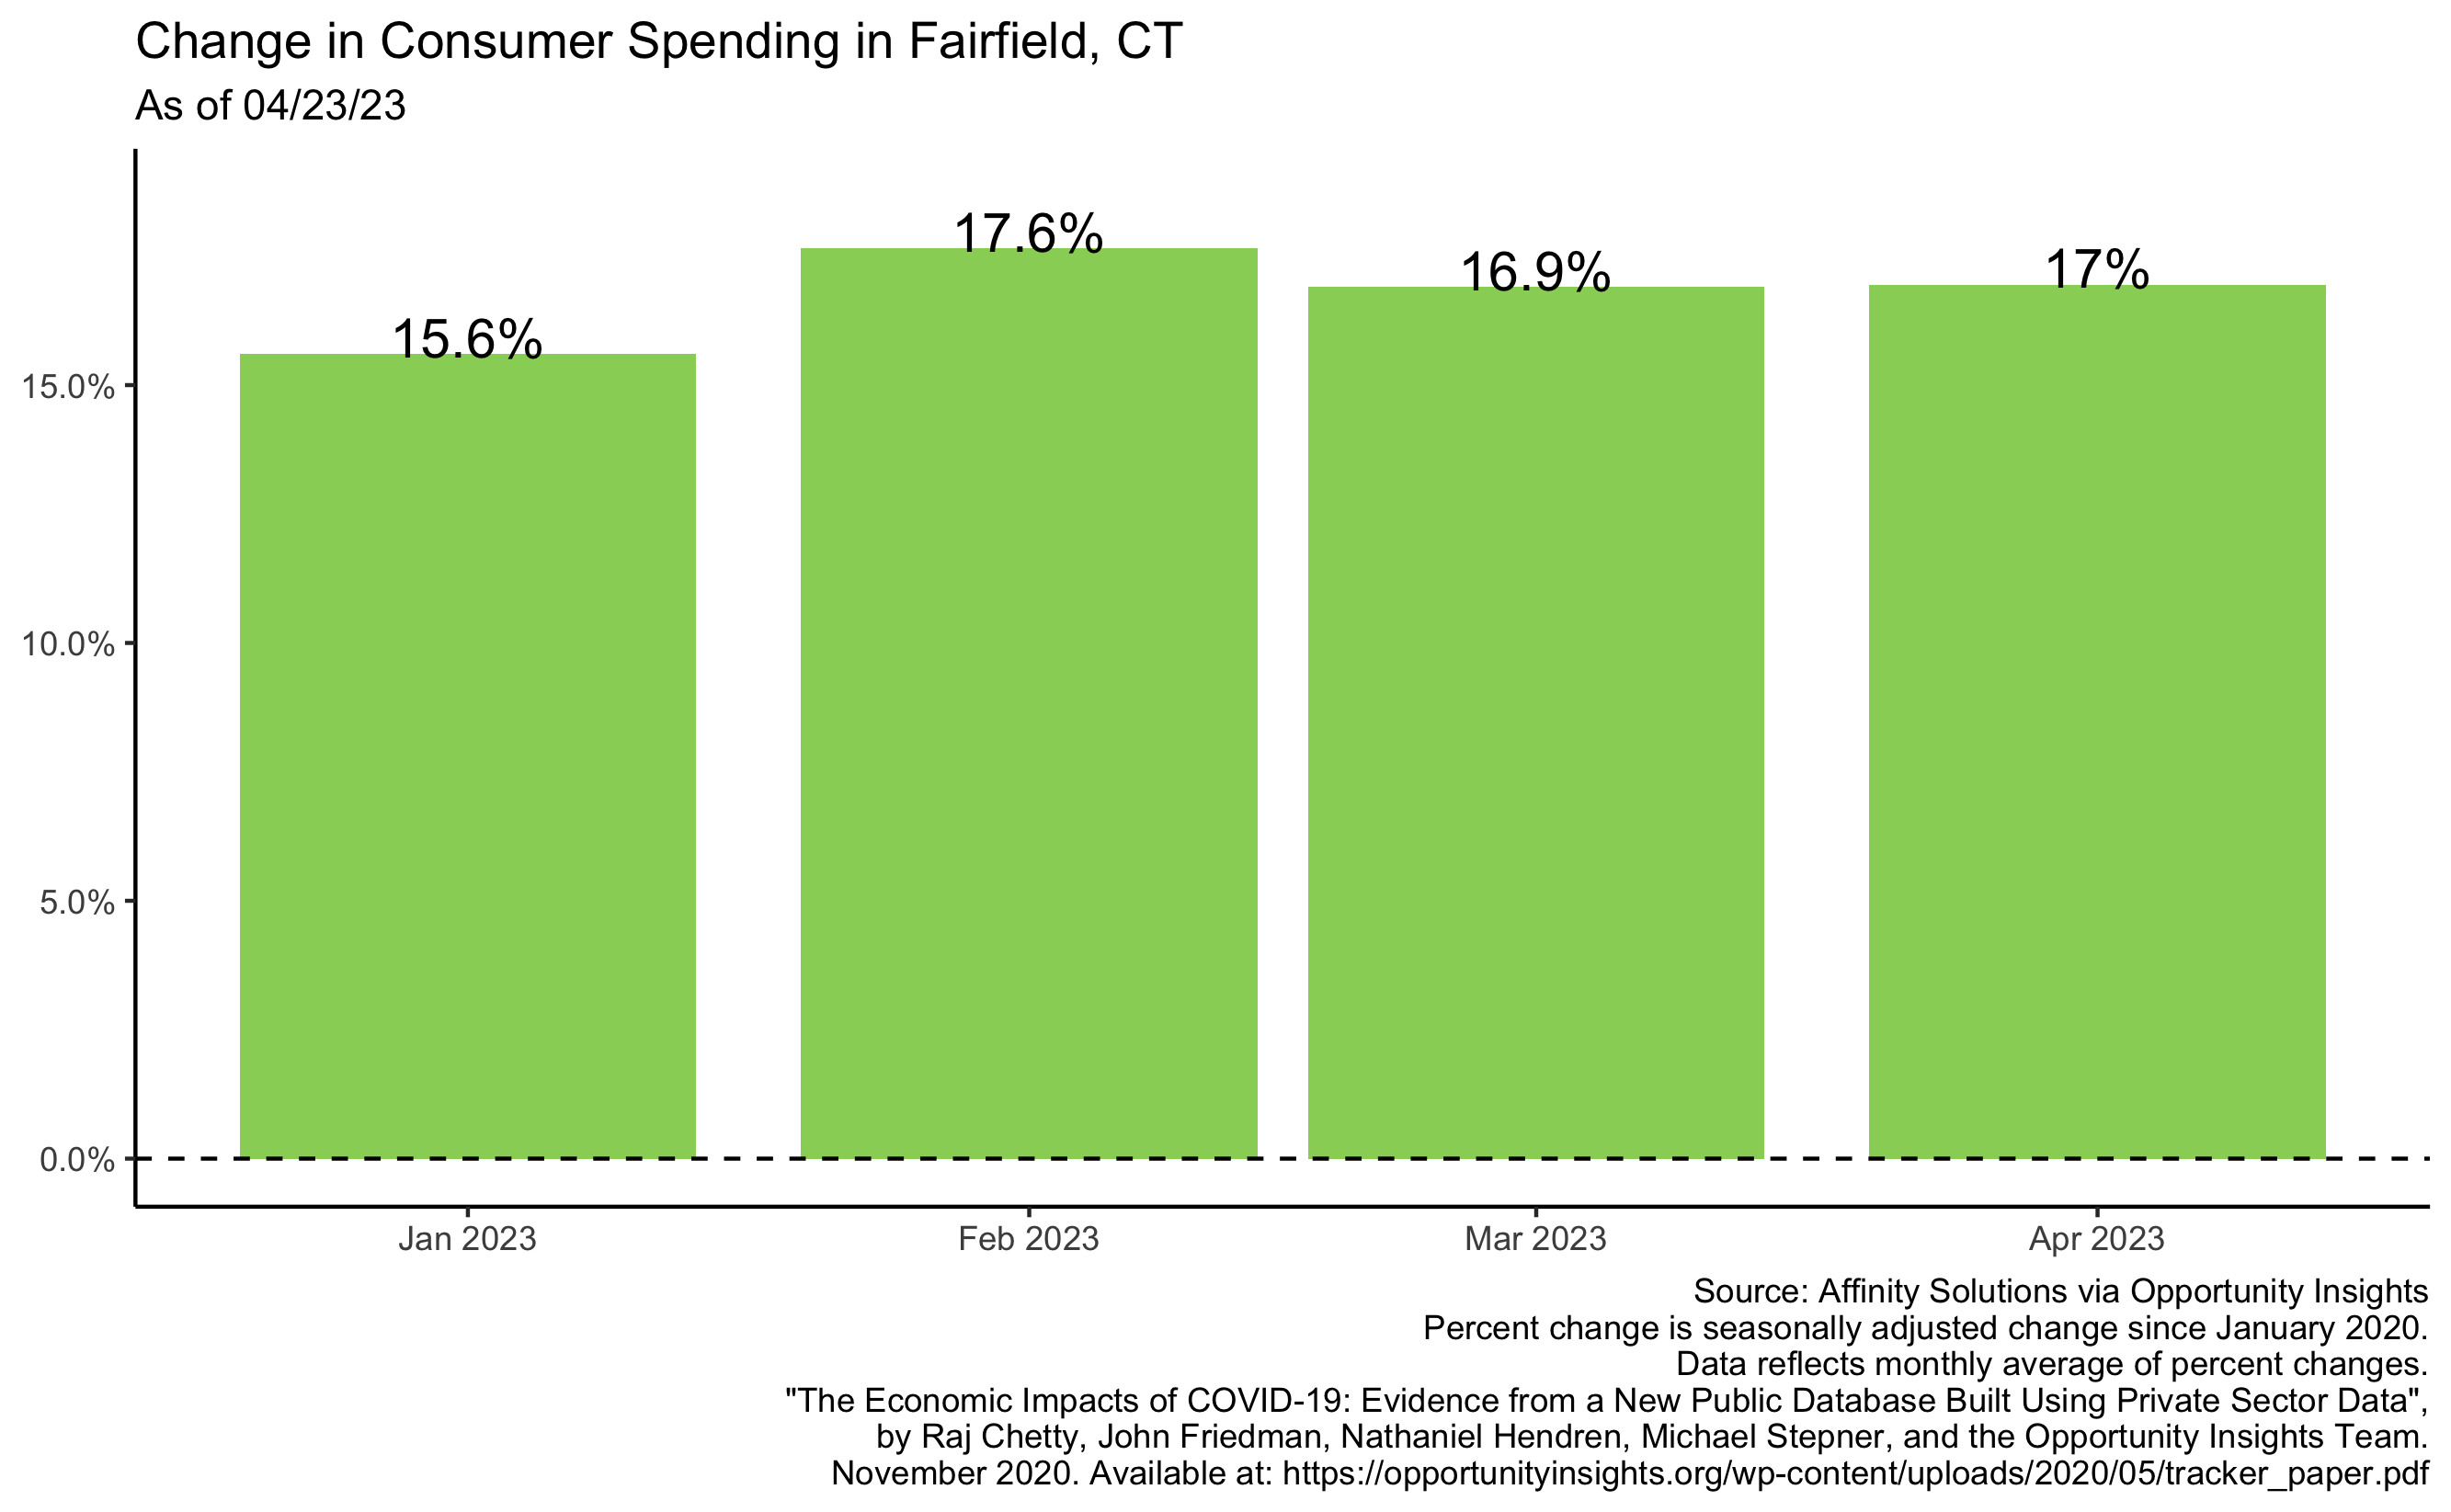 Change in Consumer Spending in Fairfield, CT
As of 04/23/23
15.6%
17.6%
16.9%
17%
15.0%
10.0%
5.0%
0.0%
Jan 2023
Feb 2023
Mar 2023
Apr 2023
Source: Affinity Solutions via Opportunity Insights
Percent change is seasonally adjusted change since January 2020.
Data reflects monthly average of percent changes.
"The Economic Impacts of COVID-19: Evidence from a New Public Database Built Using Private Sector Data",
by Raj Chetty, John Friedman, Nathaniel Hendren, Michael Stepner, and the Opportunity Insights Team.
November 2020. Available at: https://opportunityinsights.org/wp-content/uploads/2020/05/tracker_paper.pdf